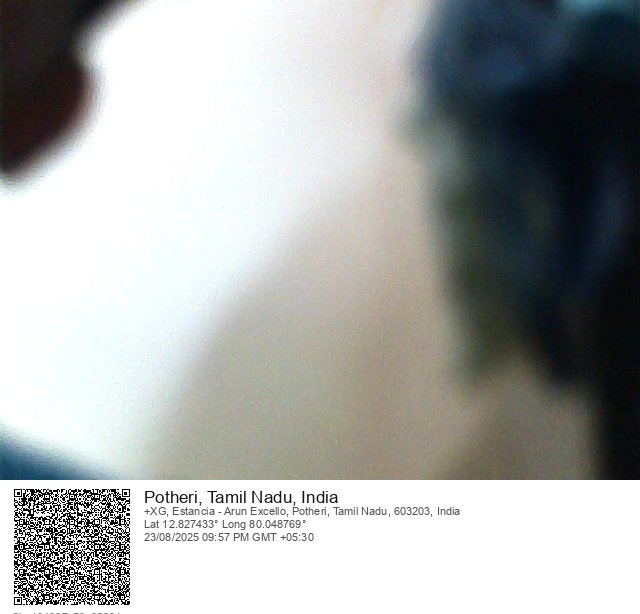 Potheri, Tamil Nadu, India
+XG, Estancia - Arun Excello, Potheri, Tamil Nadu, 603203, India
Lat 12.827433° Long 80.048769°
23/08/2025 09:57 PM GMT +05:30